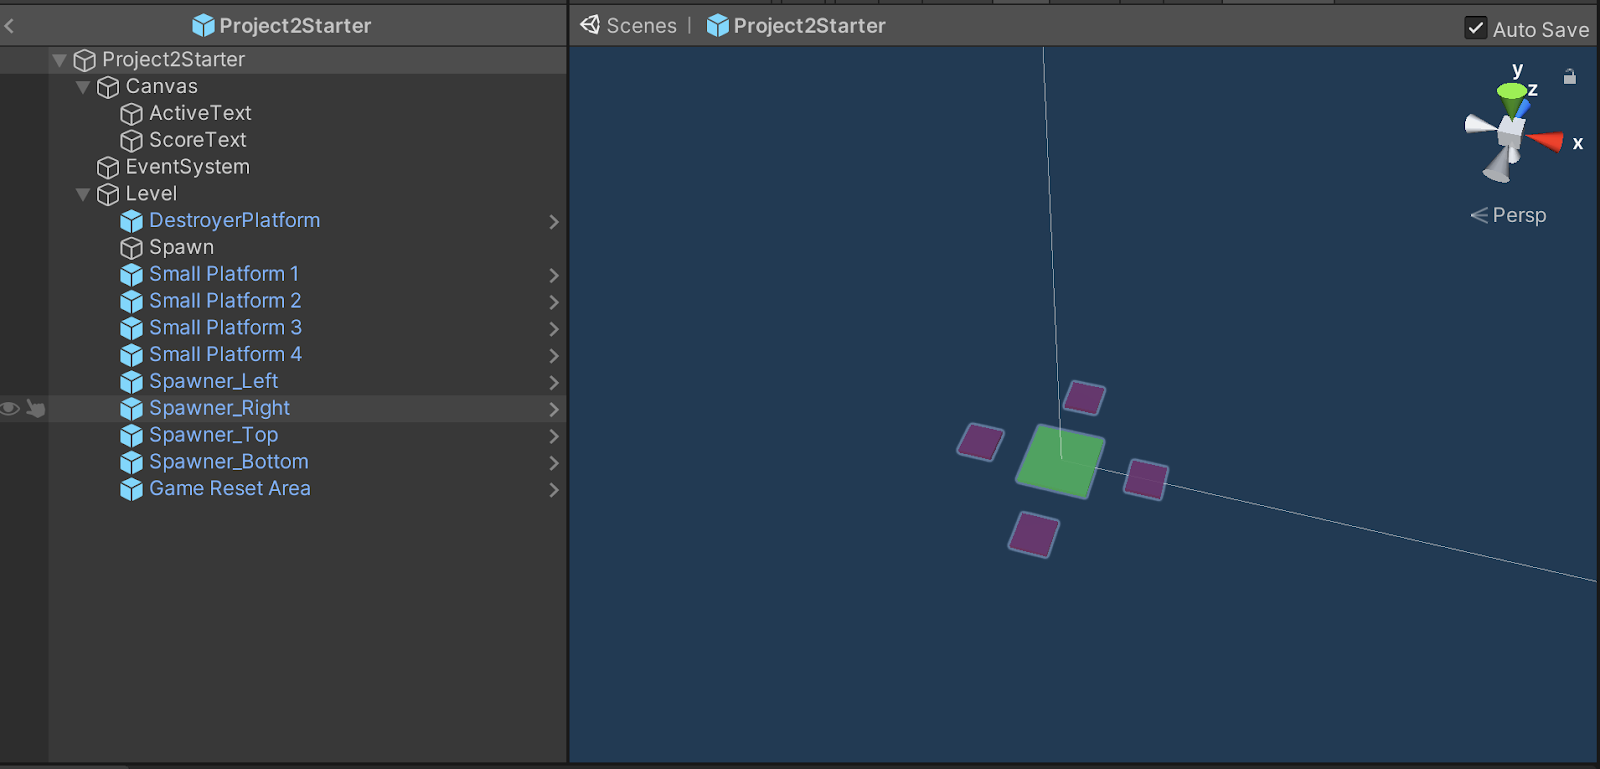 Project2Starter
Project2Starter
Canvas
ActiveText
ScoreText
EventSystem
Level
DestroyerPlatform
Spawn
Small Platform 1
Small Platform 2
Small Platform 3
Small Platform 4
Spawner_Left
Spawner_Right
Spawner_Top
Spawner_Bottom
Game Reset Area
Scenes | Project2Starter
Auto Save
y
z
x
Persp